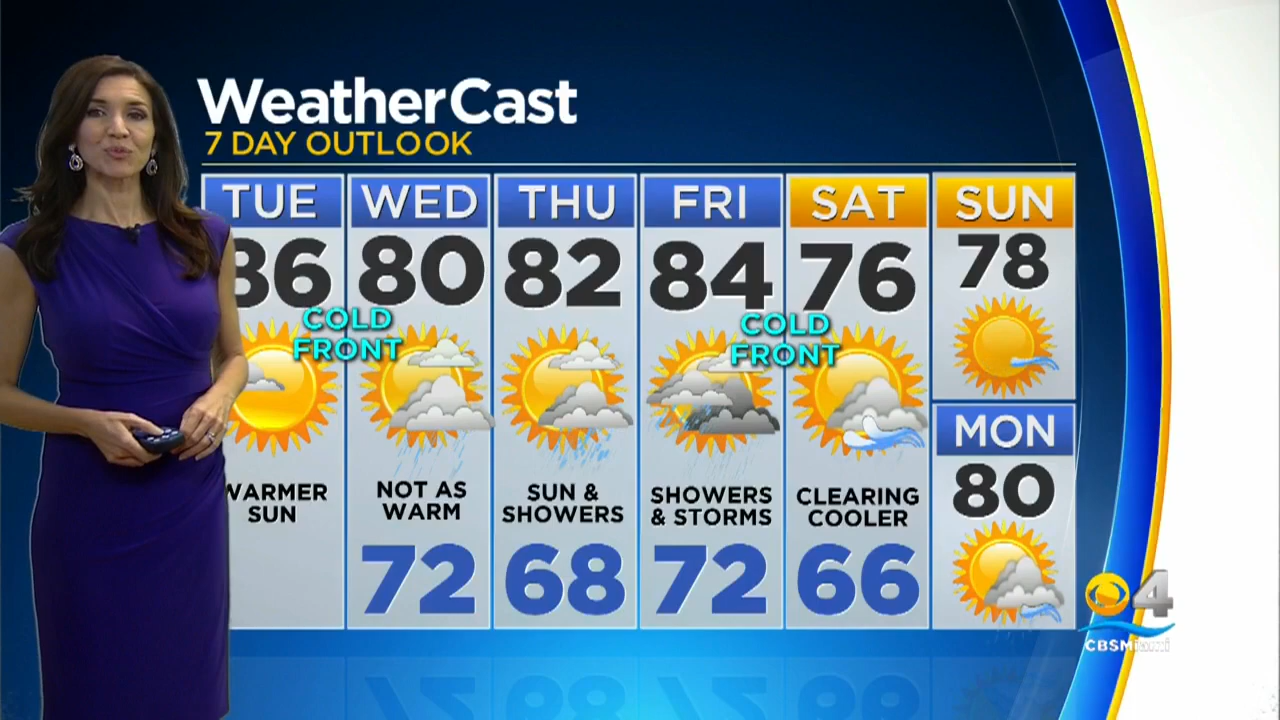 WeatherCast
7 DAY OUTLOOK
TUE WED THU FRI SAT SUN
86 80 82 84 76 78
COLD FRONT
COLD FRONT
WARMER SUN
NOT AS WARM
SUN & SHOWERS
SHOWERS & STORMS
CLEARING COOLER
72 68 72 66
MON
80
4
CBSMiami